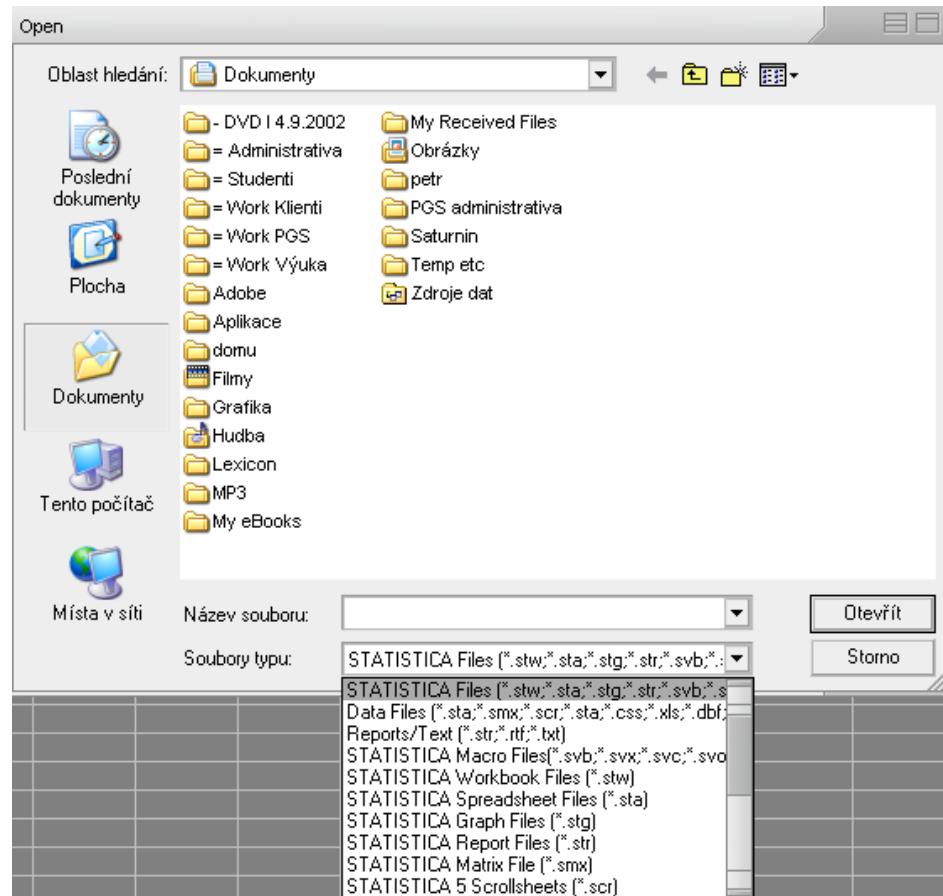 Open
Oblast hledání:
Dokumenty
Poslední
dokumenty
Plocha
Dokumenty
Tento počítač
Místa v síti
- DVD I 4.9.2002
= Administrativa
= Studenti
= Work Klienti
= Work PGS
= Work Výuka
Adobe
Aplikace
domu
Filmy
Grafika
Hudba
Lexicon
MP3
My eBooks
My Received Files
Obrázky
petr
PGS administrativa
Saturnin
Temp etc
Zdroje dat
Název souboru:
Otevřít
Soubory typu:
STATISTICA Files (*.stw;*.sta;*.stg;*.str;*.svb;*.s
Storno
STATISTICA Files (*.stw;*.sta;*.stg;*.str;*.svb;*.s
Data Files (*.sta;*.smx;*.scr;*.sta;*.css;*.xls;*.dbf;
Reports/Text (*.str;*.rtf;*.txt)
STATISTICA Macro Files(*.svb;*.svx;*.svc;*.svo
STATISTICA Workbook Files (*.stw)
STATISTICA Spreadsheet Files (*.sta)
STATISTICA Graph Files (*.stg)
STATISTICA Report Files (*.str)
STATISTICA Matrix File (*.smx)
STATISTICA 5 Scrollsheets (*.scr)